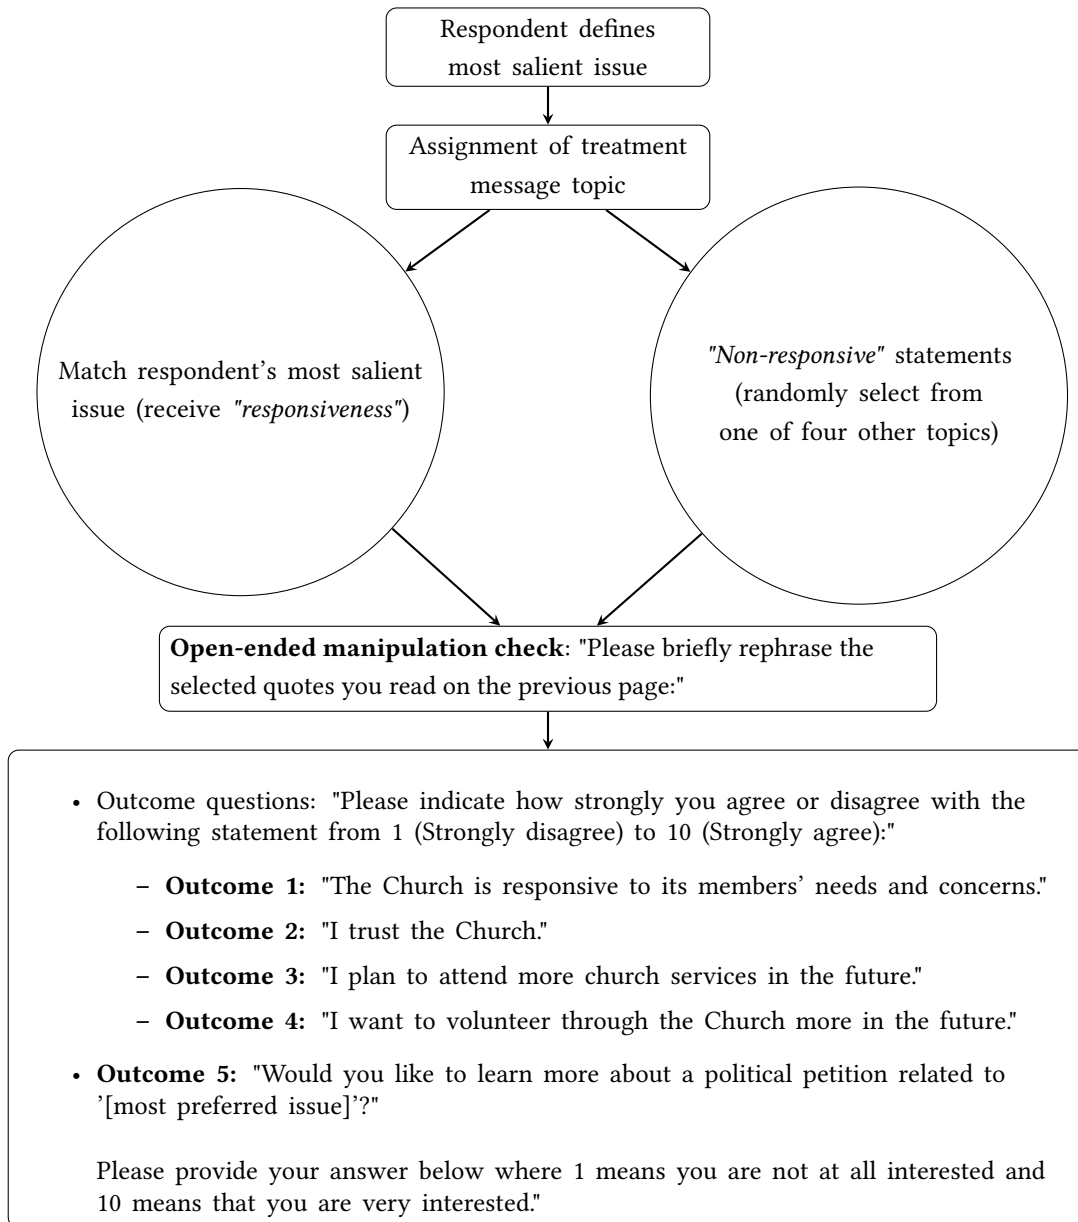 Respondent defines
most salient issue
Assignment of treatment
message topic
Match respondent's most salient
issue (receive "responsiveness")
"Non-responsive" statements
(randomly select from
one of four other topics)
Open-ended manipulation check: "Please briefly rephrase the
selected quotes you read on the previous page:"
• Outcome questions: "Please indicate how strongly you agree or disagree with the
following statement from 1 (Strongly disagree) to 10 (Strongly agree):"
– Outcome 1: "The Church is responsive to its members' needs and concerns."
– Outcome 2: "I trust the Church."
– Outcome 3: "I plan to attend more church services in the future."
– Outcome 4: "I want to volunteer through the Church more in the future."
• Outcome 5: "Would you like to learn more about a political petition related to
'[most preferred issue]'?"
Please provide your answer below where 1 means you are not at all interested and
10 means that you are very interested."